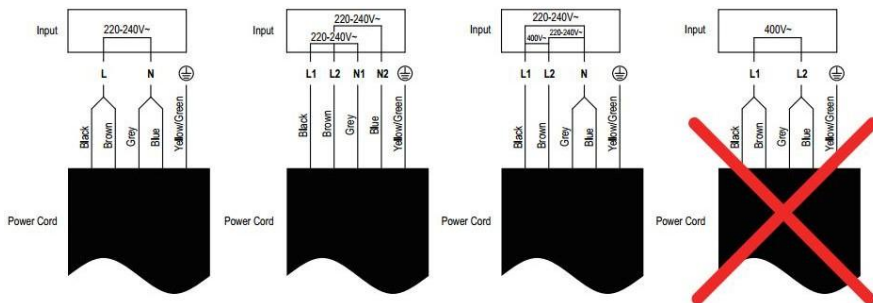 Input
220-240V~
L N
Black
Brown
Grey
Blue
Yellow/Green
Power Cord
Input
220-240V~
220-240V~
L1 L2 N1 N2
Black
Brown
Grey
Blue
Yellow/Green
Power Cord
Input
220-240V~
400V~ 220-240V~
L1 L2 N
Black
Brown
Grey
Blue
Yellow/Green
Power Cord
Input
400V~
L1 L2
Black
Brown
Grey
Blue
Yellow/Green
Power Cord